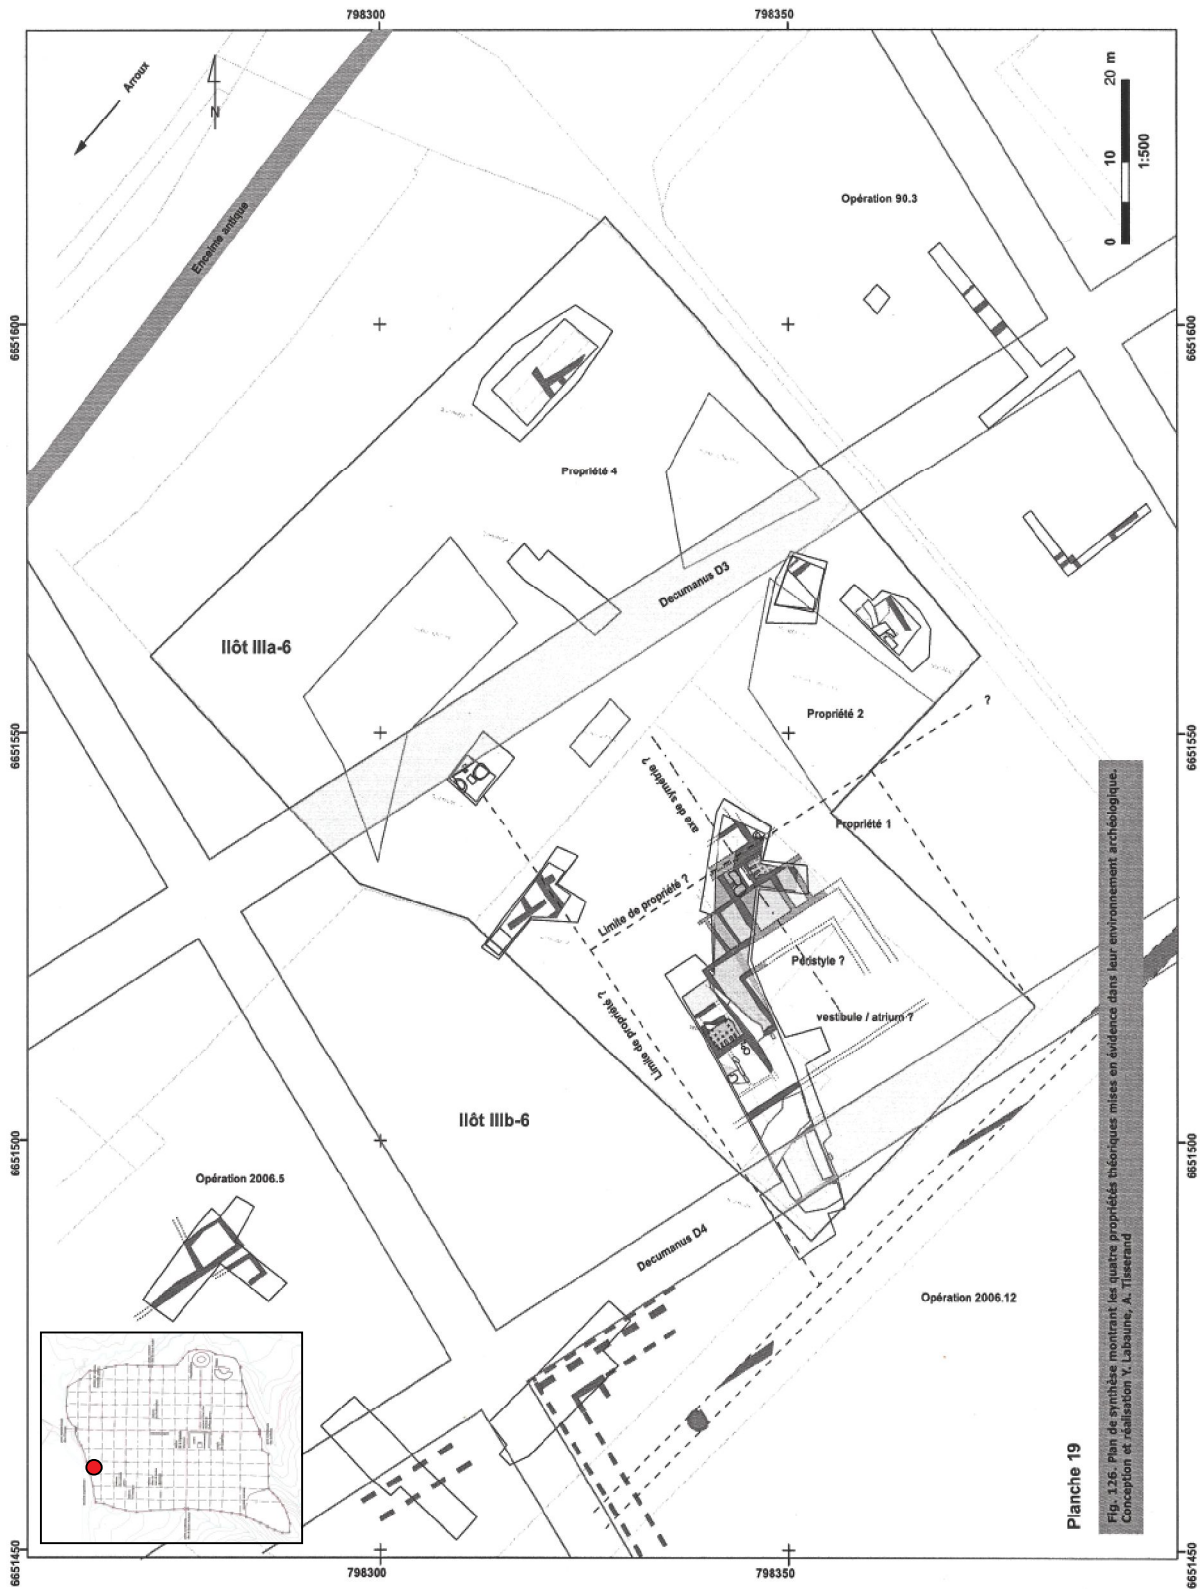 798300
798350
Arroux
N
Enceinte antique
0 10 20 m
1:500
Opération 90.3
6651600
6651600
Propriété 4
Decumanus D3
Ilôt IIIa-6
Propriété 2
?
6651550
6651550
axe de symétrie ?
Propriété 1
Limite de propriété ?
Péristyle ?
Limite de propriété ?
vestibule / atrium ?
Ilôt IIIb-6
6651500
6651500
Opération 2006.5
Decumanus D4
Opération 2006.12
Planche 19
Fig. 126. Plan de synthèse montrant les quatre propriétés théoriques mises en évidence dans leur environnement archéologique.
Conception et réalisation Y. Labaune, A. Tisserand
6651450
6651450
798300
798350